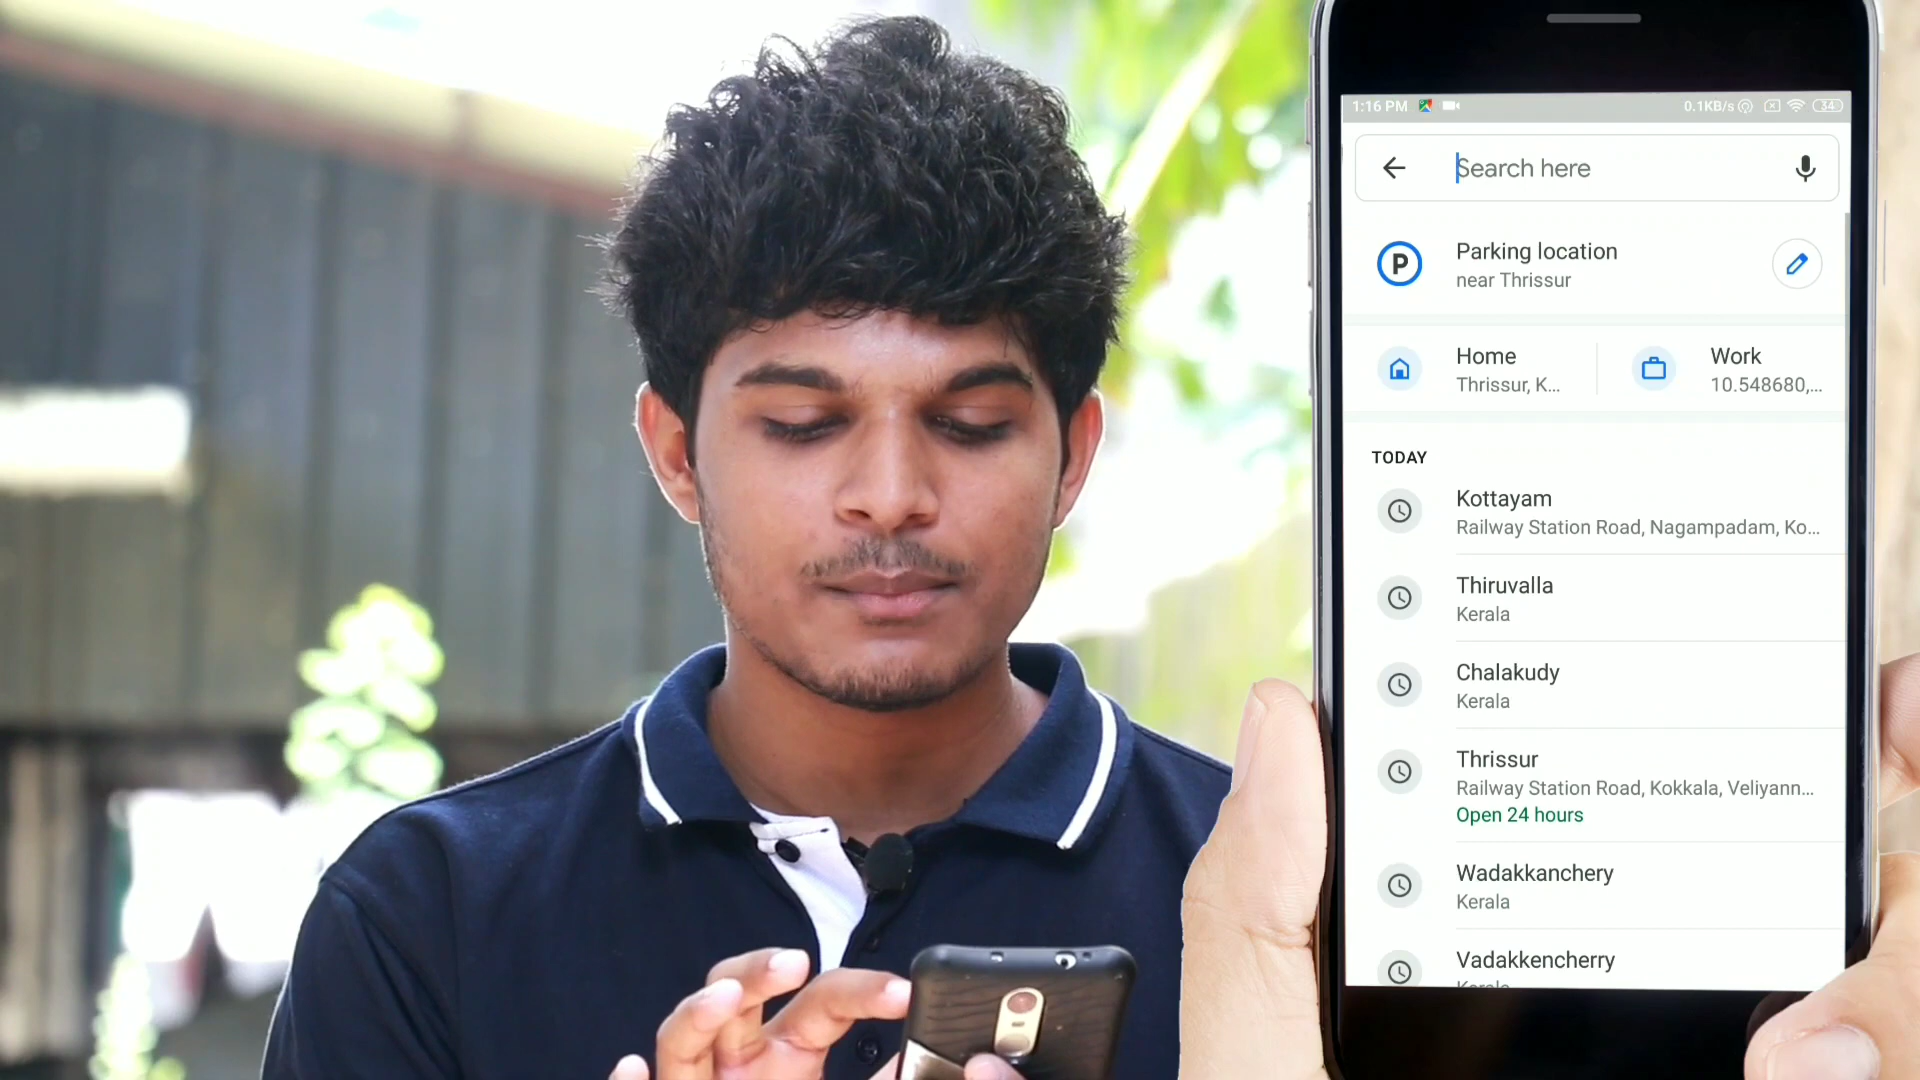 1:16 PM 0.1KB/s 34
Search here
P
Parking location
near Thrissur
Home
Thrissur, K...
Work
10.548680,...
TODAY
Kottayam
Railway Station Road, Nagampadam, Ko...
Thiruvalla
Kerala
Chalakudy
Kerala
Thrissur
Railway Station Road, Kokkala, Veliyann...
Open 24 hours
Wadakkanchery
Kerala
Vadakkencherry
Kerala